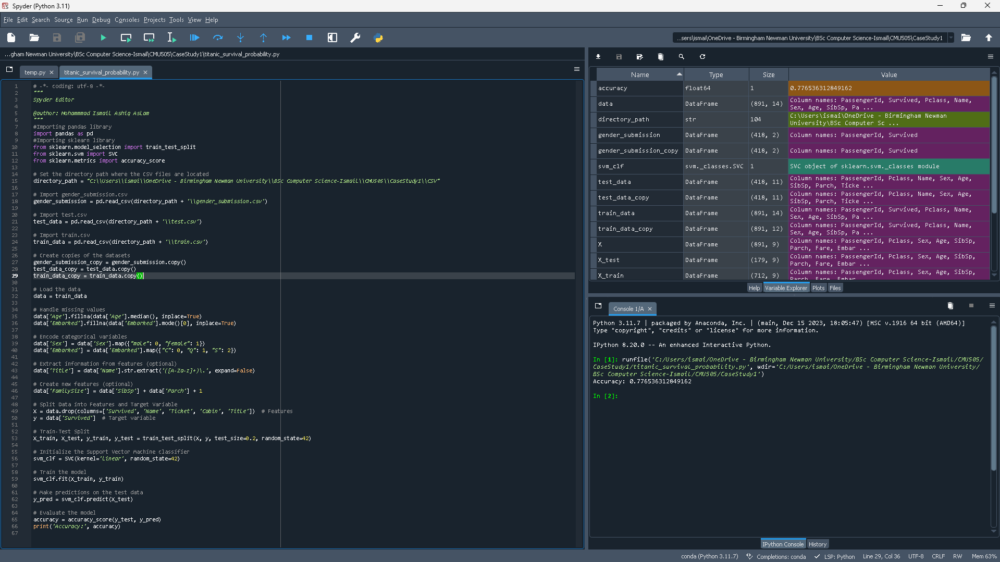 Spyder (Python 3.11)
File Edit Search Source Run Debug Consoles Projects Tools View Help
...sers\ismai\OneDrive - Birmingham Newman University\BSc Computer Science-Ismail\CMU505\CaseStudy1
...gham Newman University\BSc Computer Science-Ismail\CMU505\CaseStudy1\titanic_survival_probability.py
temp.py
titanic_survival_probability.py
1 # -*- coding: utf-8 -*-
2 """
3 Spyder Editor
4
5 @author: Mohammmad Ismail Ashiq Aslam
6 """
7 #Importing pandas library
8 import pandas as pd
9 #Importing sklearn library
10 from sklearn.model_selection import train_test_split
11 from sklearn.svm import SVC
12 from sklearn.metrics import accuracy_score
13
14 # Set the directory path where the CSV files are located
15 directory_path = "C:\\Users\\ismai\\OneDrive - Birmingham Newman University\\BSc Computer Science-Ismail\\CMU505\\CaseStudy1\\CSV"
16
17 # Import gender_submission.csv
18 gender_submission = pd.read_csv(directory_path + '\\gender_submission.csv')
19
20 # Import test.csv
21 test_data = pd.read_csv(directory_path + '\\test.csv')
22
23 # Import train.csv
24 train_data = pd.read_csv(directory_path + '\\train.csv')
25
26 # Create copies of the datasets
27 gender_submission_copy = gender_submission.copy()
28 test_data_copy = test_data.copy()
29 train_data_copy = train_data.copy()
30
31 # Load the data
32 data = train_data
33
34 # Handle missing values
35 data['Age'].fillna(data['Age'].median(), inplace=True)
36 data['Embarked'].fillna(data['Embarked'].mode()[0], inplace=True)
37
38 # Encode categorical variables
39 data['Sex'] = data['Sex'].map({"male": 0, "female": 1})
40 data['Embarked'] = data['Embarked'].map({"C": 0, "Q": 1, "S": 2})
41
42 # Extract information from features (optional)
43 data['Title'] = data['Name'].str.extract('([A-Za-z]+)\.', expand=False)
44
45 # Create new features (optional)
46 data['FamilySize'] = data['SibSp'] + data['Parch'] + 1
47
48 # Split Data into Features and Target Variable
49 X = data.drop(columns=['Survived', 'Name', 'Ticket', 'Cabin', 'Title']) # Features
50 y = data['Survived'] # Target variable
51
52 # Train-Test Split
53 X_train, X_test, y_train, y_test = train_test_split(X, y, test_size=0.2, random_state=42)
54
55 # Initialize the Support Vector Machine classifier
56 svm_clf = SVC(kernel='linear', random_state=42)
57
58 # Train the model
59 svm_clf.fit(X_train, y_train)
60
61 # Make predictions on the test data
62 y_pred = svm_clf.predict(X_test)
63
64 # Evaluate the model
65 accuracy = accuracy_score(y_test, y_pred)
66 print('Accuracy:', accuracy)
67
Name Type Size Value
accuracy float64 1 0.776536312849162
data DataFrame (891, 14) Column names: PassengerId, Survived, Pclass, Name,
Sex, Age, SibSp, Pa ...
directory_path str 104 C:\Users\ismai\OneDrive - Birmingham Newman
University\BSc Computer Sc ...
gender_submission DataFrame (418, 2) Column names: PassengerId, Survived
gender_submission_copy DataFrame (418, 2) Column names: PassengerId, Survived
svm_clf svm._classes.SVC 1 SVC object of sklearn.svm._classes module
test_data DataFrame (418, 11) Column names: PassengerId, Pclass, Name, Sex, Age,
SibSp, Parch, Ticke ...
test_data_copy DataFrame (418, 11) Column names: PassengerId, Pclass, Name, Sex, Age,
SibSp, Parch, Ticke ...
train_data DataFrame (891, 14) Column names: PassengerId, Survived, Pclass, Name,
Sex, Age, SibSp, Pa ...
train_data_copy DataFrame (891, 12) Column names: PassengerId, Survived, Pclass, Name,
Sex, Age, SibSp, Pa ...
X DataFrame (891, 9) Column names: PassengerId, Pclass, Sex, Age, SibSp,
Parch, Fare, Embar ...
X_test DataFrame (179, 9) Column names: PassengerId, Pclass, Sex, Age, SibSp,
Parch, Fare, Embar ...
X_train DataFrame (712, 9) Column names: PassengerId, Pclass, Sex, Age, SibSp,
Parch, Fare, Embar
Help Variable Explorer Plots Files
Console 1/A
Python 3.11.7 | packaged by Anaconda, Inc. | (main, Dec 15 2023, 18:05:47) [MSC v.1916 64 bit (AMD64)]
Type "copyright", "credits" or "license" for more information.
IPython 8.20.0 -- An enhanced Interactive Python.
In [1]: runfile('C:/Users/ismai/OneDrive - Birmingham Newman University/BSc Computer Science-Ismail/CMU505/
CaseStudy1/titanic_survival_probability.py', wdir='C:/Users/ismai/OneDrive - Birmingham Newman University/
BSc Computer Science-Ismail/CMU505/CaseStudy1')
Accuracy: 0.776536312849162
In [2]:
IPython Console History
conda (Python 3.11.7) Completions: conda LSP: Python Line 29, Col 36 UTF-8 CRLF RW Mem 63%